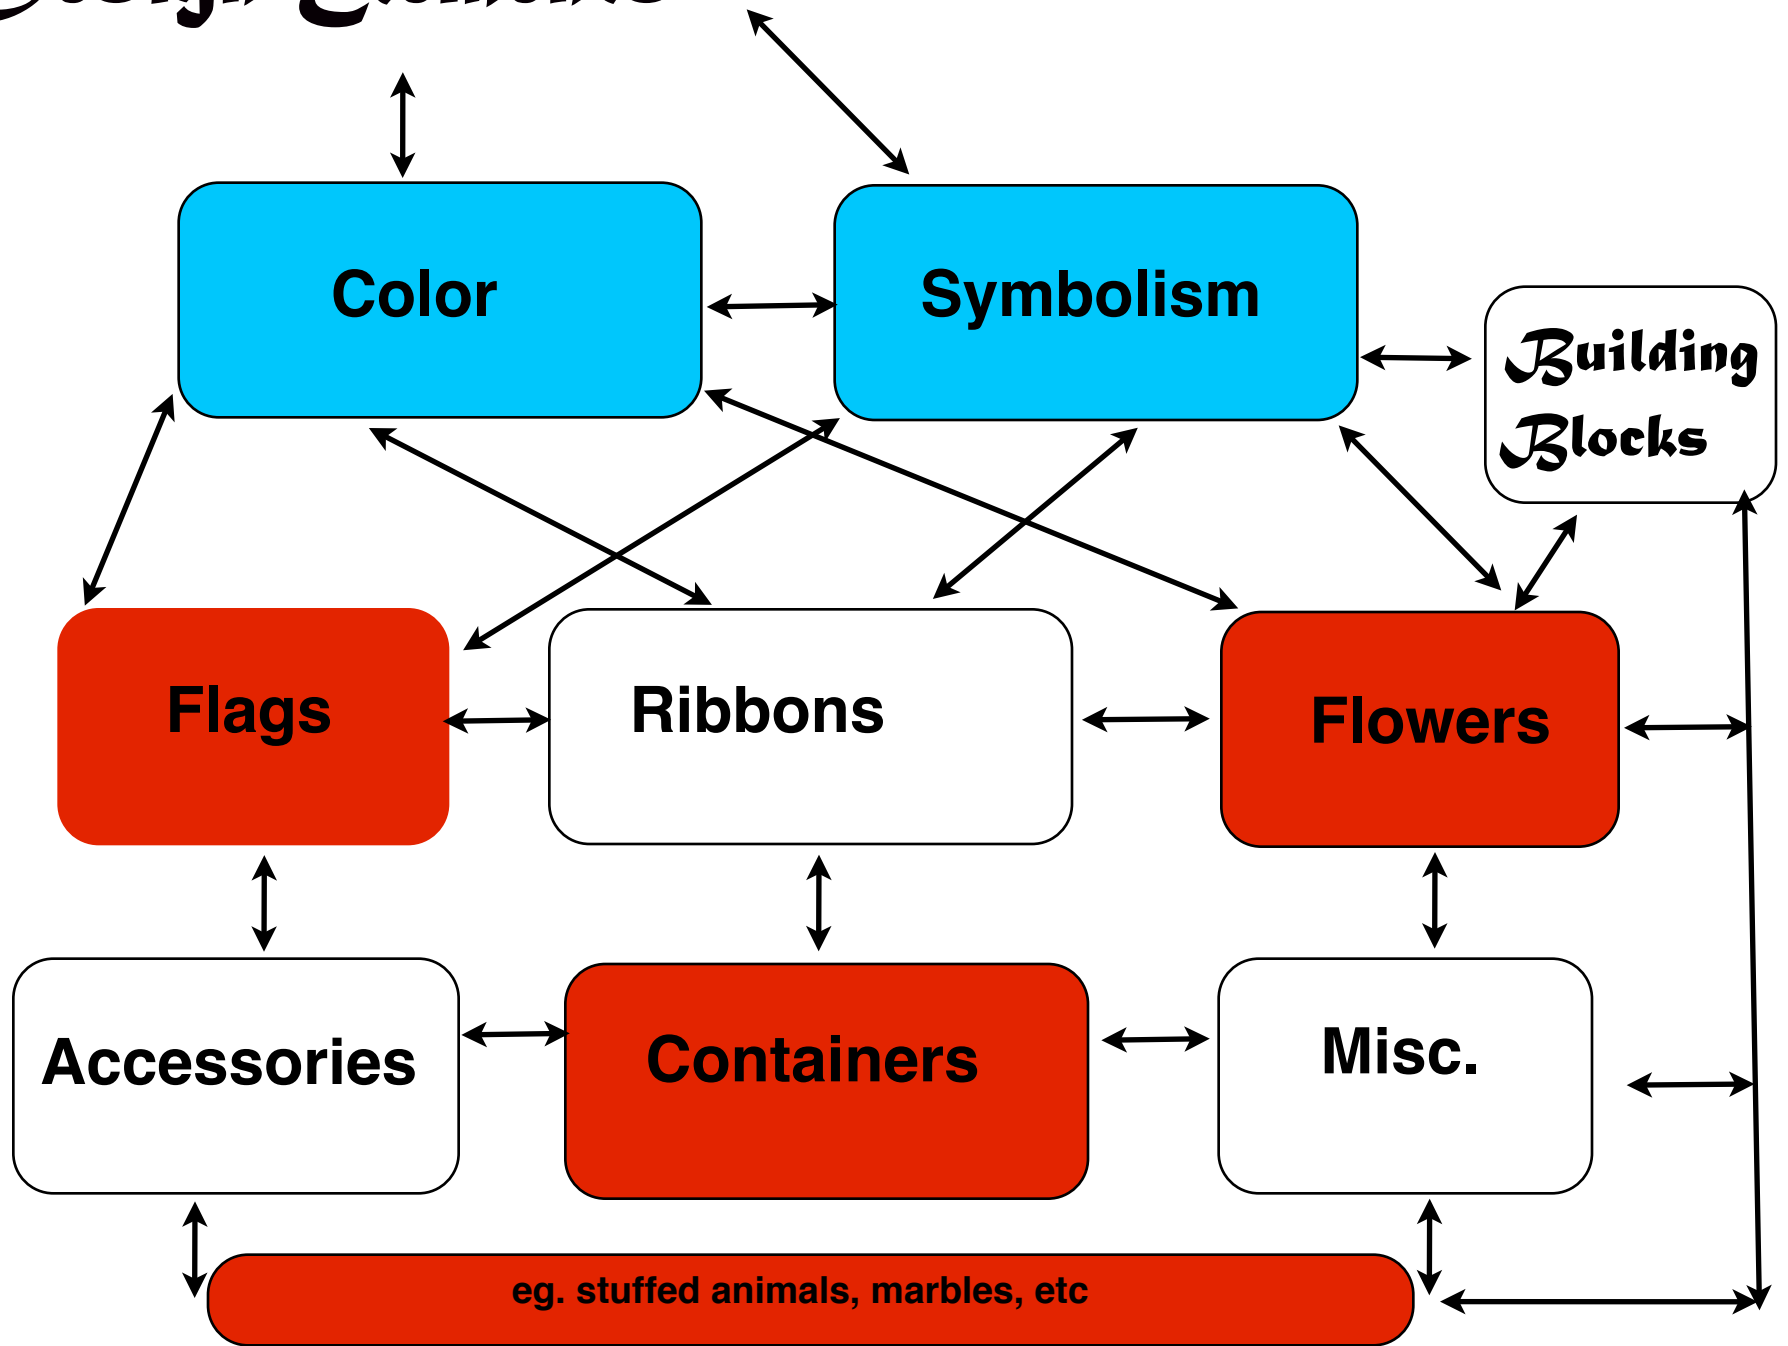 Color
Symbolism
Building
Blocks
Flags
Ribbons
Flowers
Accessories
Containers
Misc.
eg. stuffed animals, marbles, etc